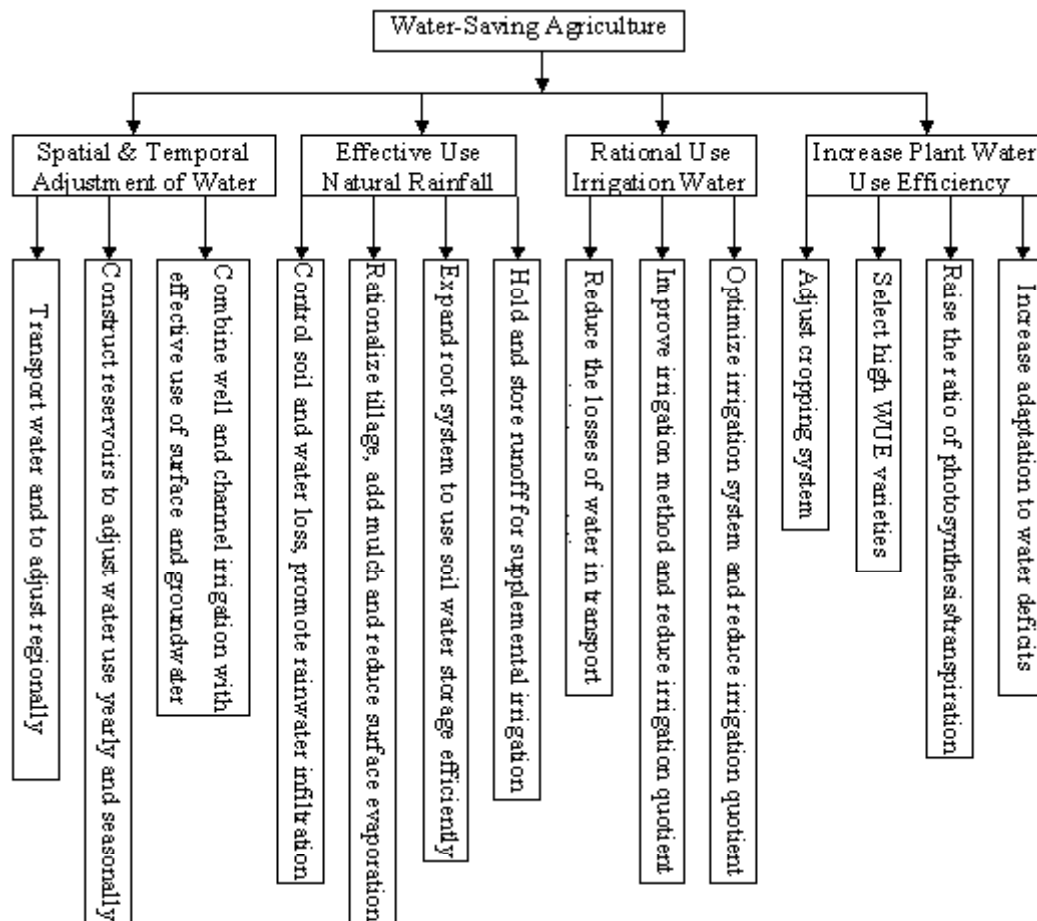 Water-Saving Agriculture
Spatial & Temporal
Adjustment of Water
Effective Use
Natural Rainfall
Rational Use
Irrigation Water
Increase Plant Water
Use Efficiency
Transport water and to adjust regionally
Construct reservoirs to adjust water use yearly and seasonally
Combine well and channel irrigation with
effective use of surface and groundwater
Control soil and water loss, promote rainwater infiltration
Rationalize tillage, add mulch and reduce surface evaporation
Expand root system to use soil water storage efficiently
Hold and store runoff for supplemental irrigation
Reduce the losses of water in transport
Improve irrigation method and reduce irrigation quotient
Optimize irrigation system and reduce irrigation quotient
Adjust cropping system
Select high WUE varieties
Raise the ratio of photosynthesis/transpiration
Increase adaptation to water deficits